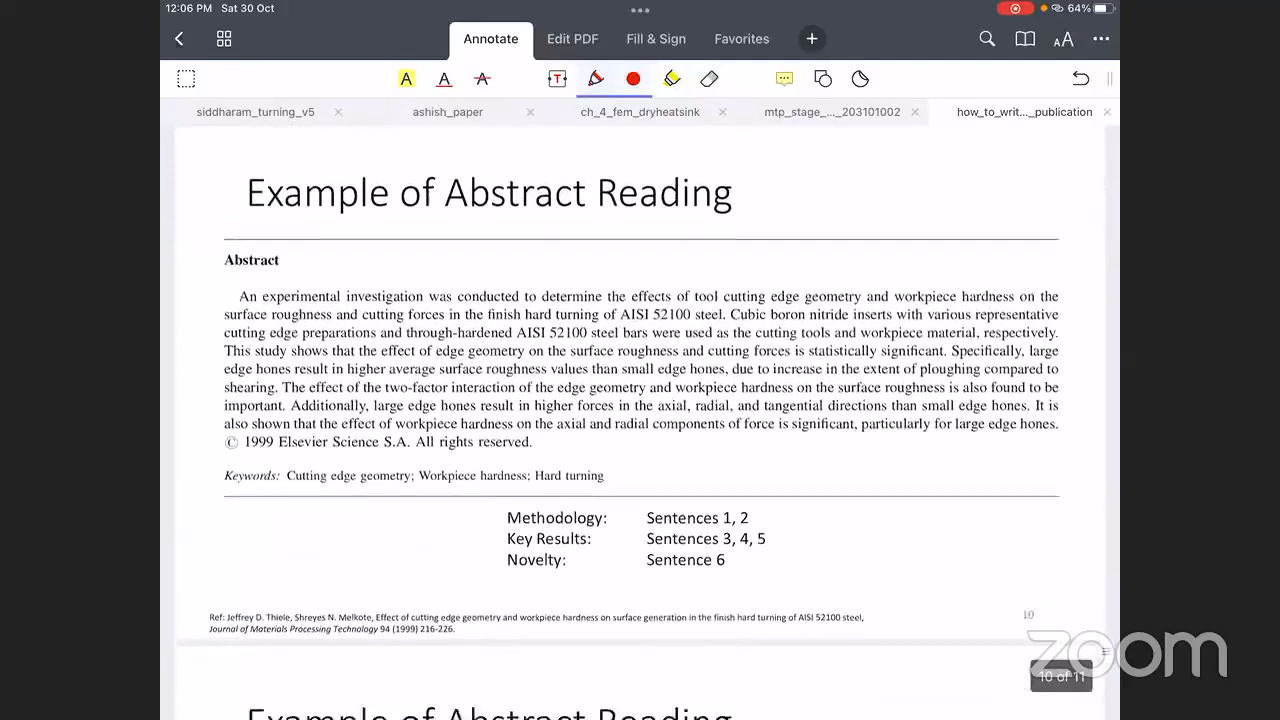 12:06 PM Sat 30 Oct
64%
Annotate
Edit PDF
Fill & Sign
Favorites
siddharam_turning_v5
ashish_paper
ch_4_fem_dryheatsink
mtp_stage_..._203101002
how_to_writ..._publication
Example of Abstract Reading
Abstract
An experimental investigation was conducted to determine the effects of tool cutting edge geometry and workpiece hardness on the
surface roughness and cutting forces in the finish hard turning of AISI 52100 steel. Cubic boron nitride inserts with various representative
cutting edge preparations and through-hardened AISI 52100 steel bars were used as the cutting tools and workpiece material, respectively.
This study shows that the effect of edge geometry on the surface roughness and cutting forces is statistically significant. Specifically, large
edge hones result in higher average surface roughness values than small edge hones, due to increase in the extent of ploughing compared to
shearing. The effect of the two-factor interaction of the edge geometry and workpiece hardness on the surface roughness is also found to be
important. Additionally, large edge hones result in higher forces in the axial, radial, and tangential directions than small edge hones. It is
also shown that the effect of workpiece hardness on the axial and radial components of force is significant, particularly for large edge hones.
© 1999 Elsevier Science S.A. All rights reserved.
Keywords: Cutting edge geometry; Workpiece hardness; Hard turning
Methodology: Sentences 1, 2
Key Results: Sentences 3, 4, 5
Novelty: Sentence 6
Ref: Jeffrey D. Thiele, Shreyes N. Melkote, Effect of cutting edge geometry and workpiece hardness on surface generation in the finish hard turning of AISI 52100 steel,
Journal of Materials Processing Technology 94 (1999) 216-226.
10
zoom
10 of 11
Example of Abstract Reading